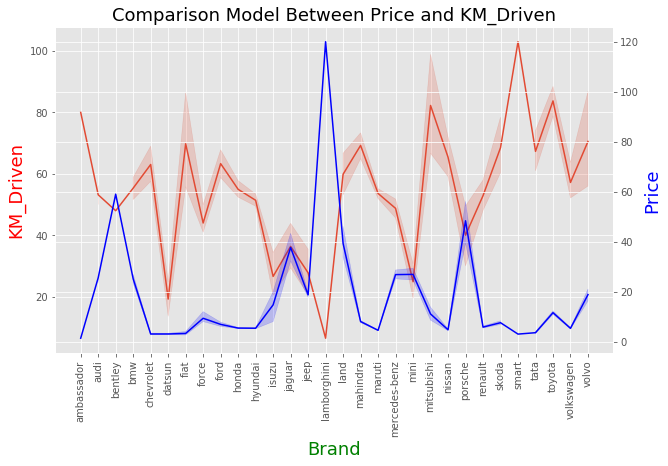 Comparison Model Between Price and KM_Driven
KM_Driven
100
80
60
40
20
120
100
80
60
40
20
0
Price
ambassador
audi
bentley
bmw
chevrolet
datsun
fiat
force
ford
honda
hyundai
isuzu
jaguar
jeep
lamborghini
land
mahindra
maruti
mercedes-benz
mini
mitsubishi
nissan
porsche
renault
skoda
smart
tata
toyota
volkswagen
volvo
Brand